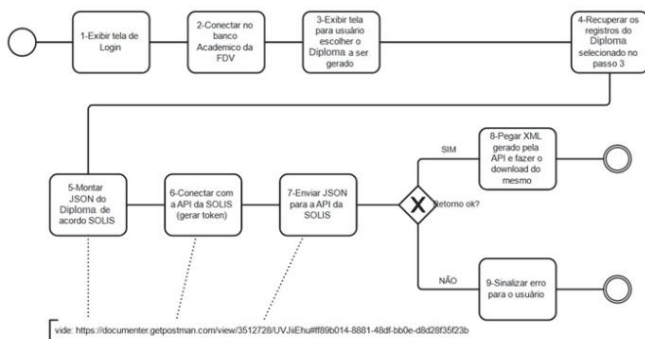 1-Exibir tela de
Login
2-Conectar no
banco
Academico da
FDV
3-Exibir tela
para usuário
escolher o
Diploma a ser
gerado
4-Recuperar os
registros do
Diploma
selecionado no
passo 3
5-Montar
JSON do
Diploma de
acordo SOLIS
6-Conectar com
a API da SOLIS
(gerar token)
7-Enviar JSON
para a API da
SOLIS
X
Retorno ok?
SIM
8-Pegar XML
gerado pela
API e fazer o
download do
mesmo
NÃO
9-Sinalizar erro
para o usuário
vide: https://documenter.getpostman.com/view/3512728/UVJiiEhu#ff89b014-8881-48df-bb0e-d8d28f35f23b